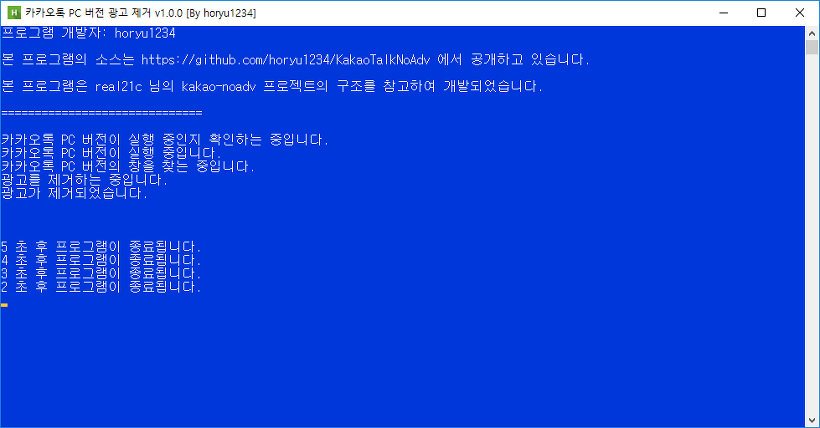 H 카카오톡 PC 버전 광고 제거 v1.0.0 [By horyu1234]
프로그램 개발자: horyu1234
본 프로그램의 소스는 https://github.com/horyu1234/KakaoTalkNoAdv 에서 공개하고 있습니다.
본 프로그램은 real21c 님의 kakao-noadv 프로젝트의 구조를 참고하여 개발되었습니다.
==============================
카카오톡 PC 버전이 실행 중인지 확인하는 중입니다.
카카오톡 PC 버전이 실행 중입니다.
카카오톡 PC 버전의 창을 찾는 중입니다.
광고를 제거하는 중입니다.
광고가 제거되었습니다.
5 초 후 프로그램이 종료됩니다.
4 초 후 프로그램이 종료됩니다.
3 초 후 프로그램이 종료됩니다.
2 초 후 프로그램이 종료됩니다.